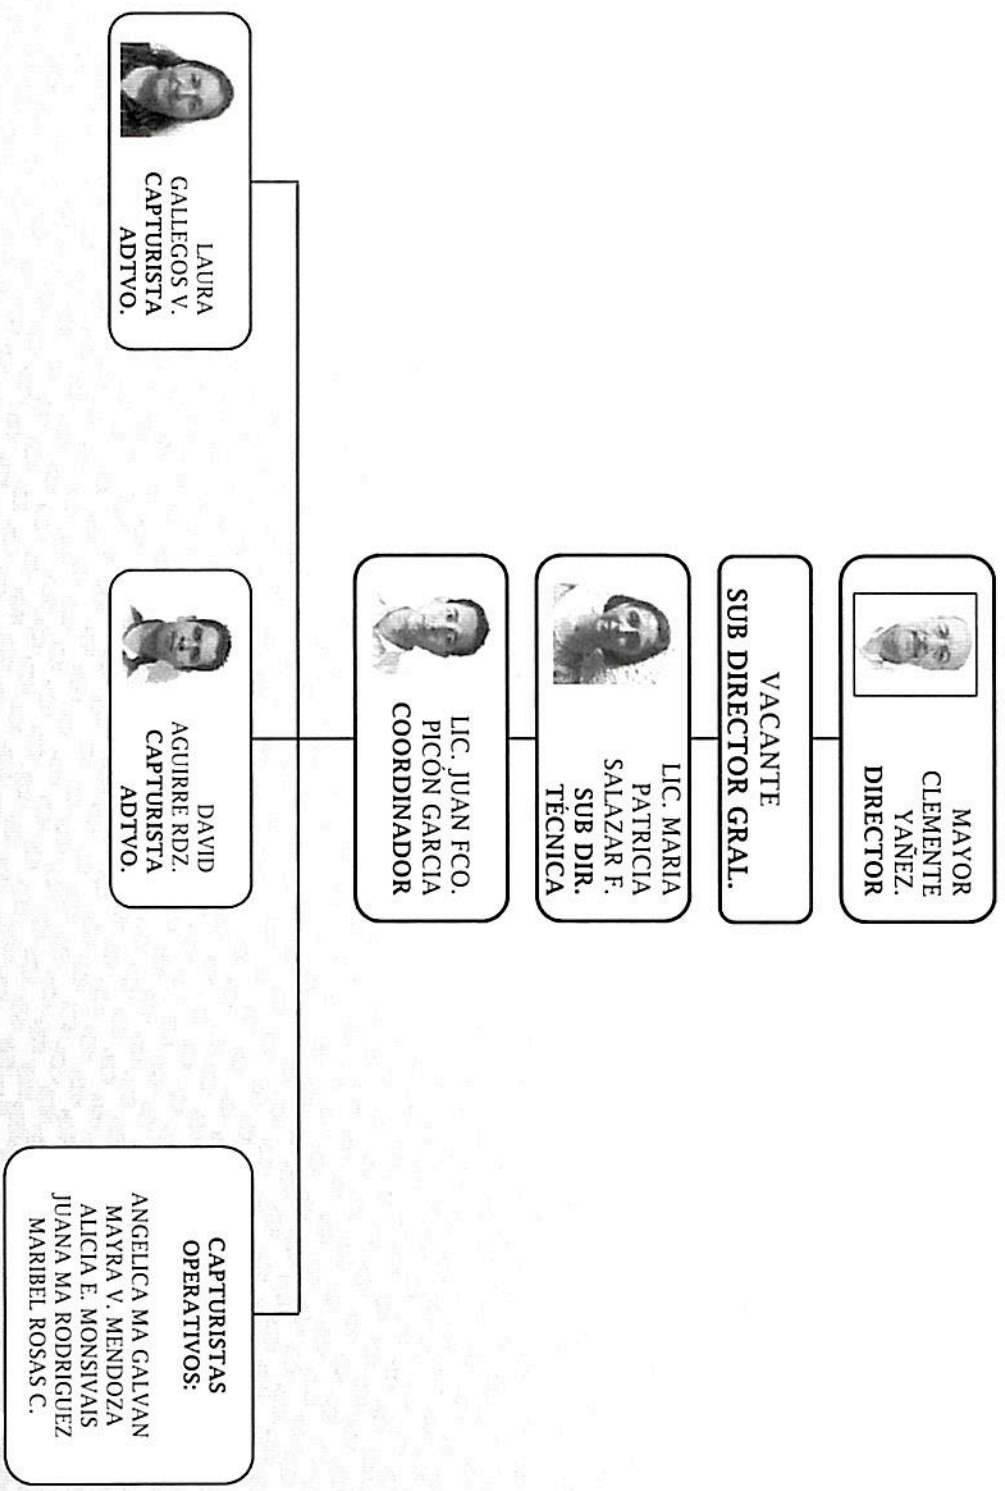 MAYOR
CLEMENTE
YAÑEZ.
DIRECTOR
VACANTE
SUB DIRECTOR GRAL.
LIC. MARIA
PATRICIA
SALAZAR F.
SUB DIR.
TÉCNICA
LIC. JUAN FCO.
PICÓN GARCIA
COORDINADOR
LAURA
GALLEGOS V.
CAPTURISTA
ADTVO.
DAVID
AGUIRRE RDZ.
CAPTURISTA
ADTVO.
CAPTURISTAS
OPERATIVOS:
ANGELICA MA GALVAN
MAYRA V. MENDOZA
ALICIA E. MONSIVAIS
JUANA MA RODRIGUEZ
MARIBEL ROSAS C.